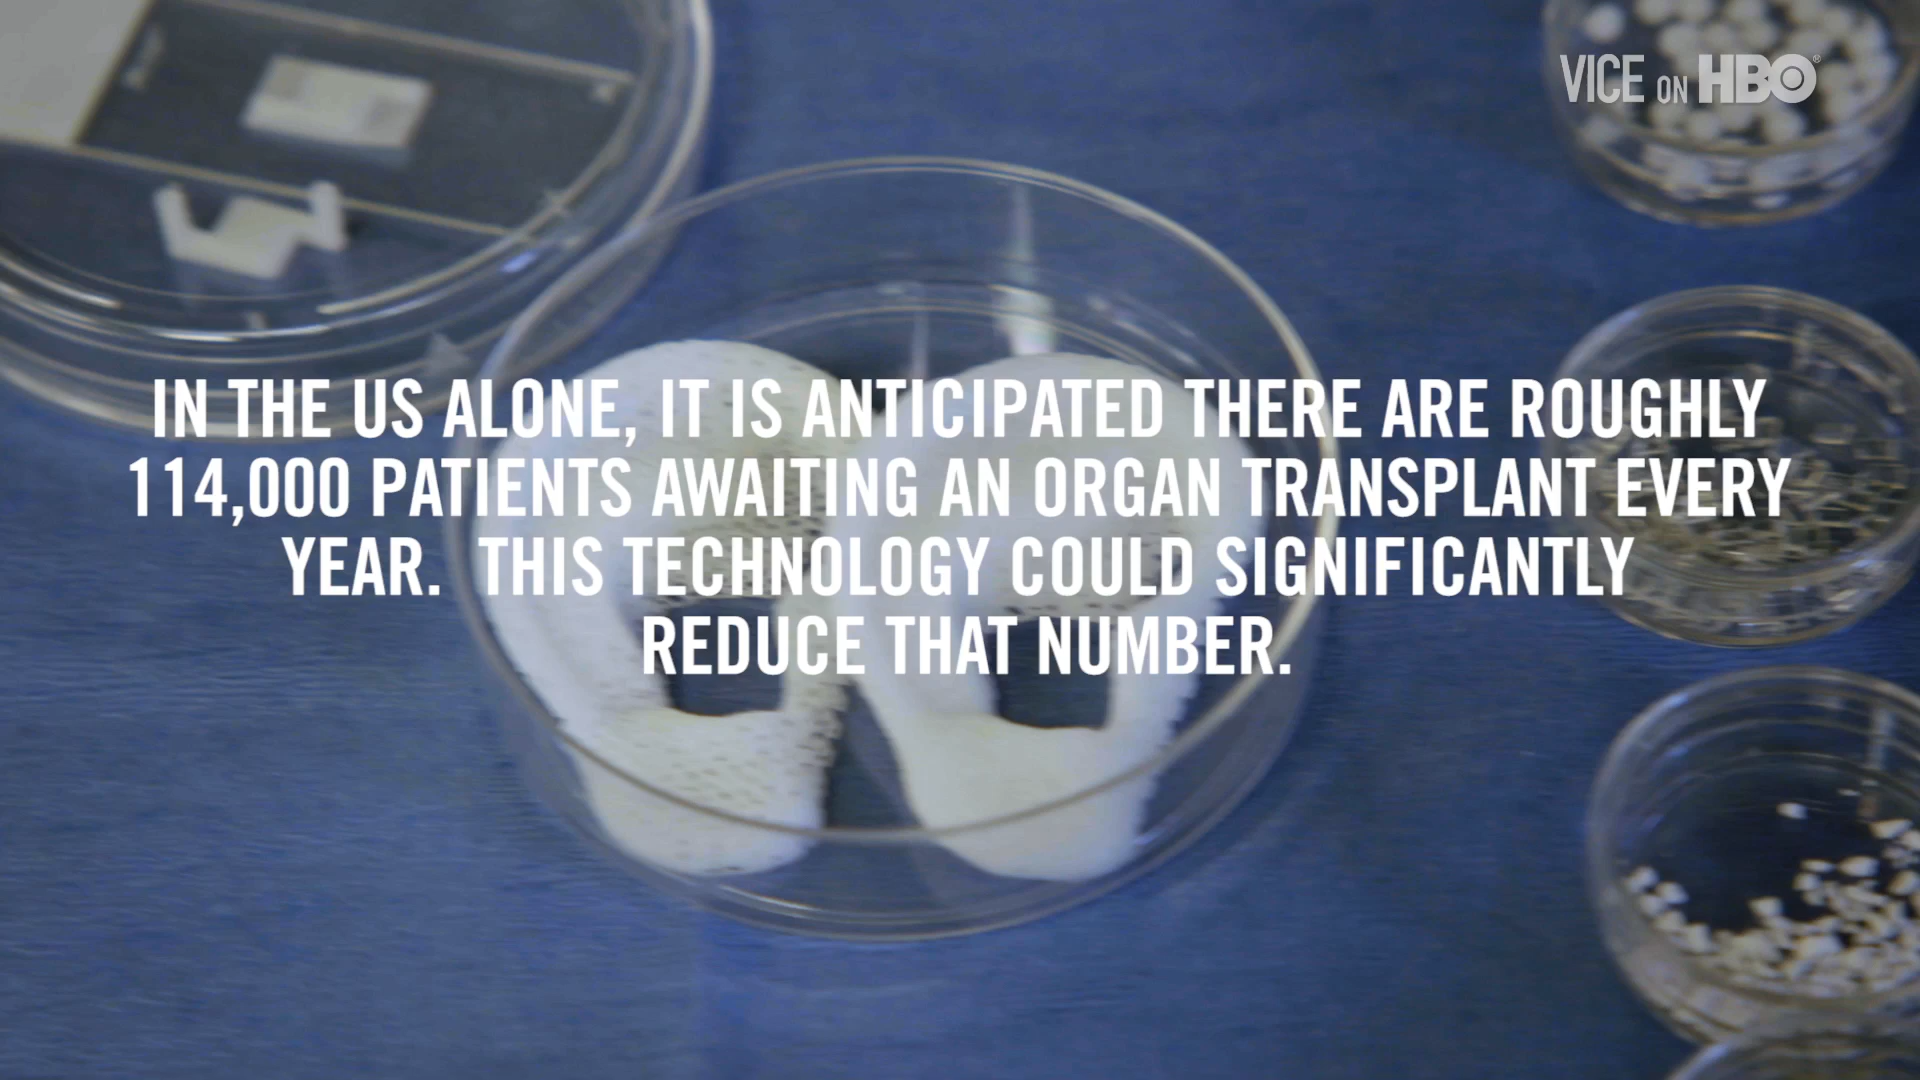 VICE ON HBO®
IN THE US ALONE, IT IS ANTICIPATED THERE ARE ROUGHLY
114,000 PATIENTS AWAITING AN ORGAN TRANSPLANT EVERY
YEAR. THIS TECHNOLOGY COULD SIGNIFICANTLY
REDUCE THAT NUMBER.